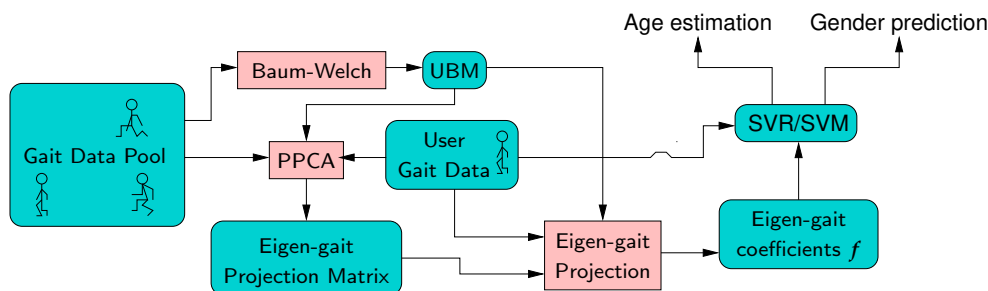 Age estimation
Gender prediction
Baum-Welch
UBM
SVR/SVM
Gait Data Pool
PPCA
User
Gait Data
Eigen-gait
Projection Matrix
Eigen-gait
Projection
Eigen-gait
coefficients f